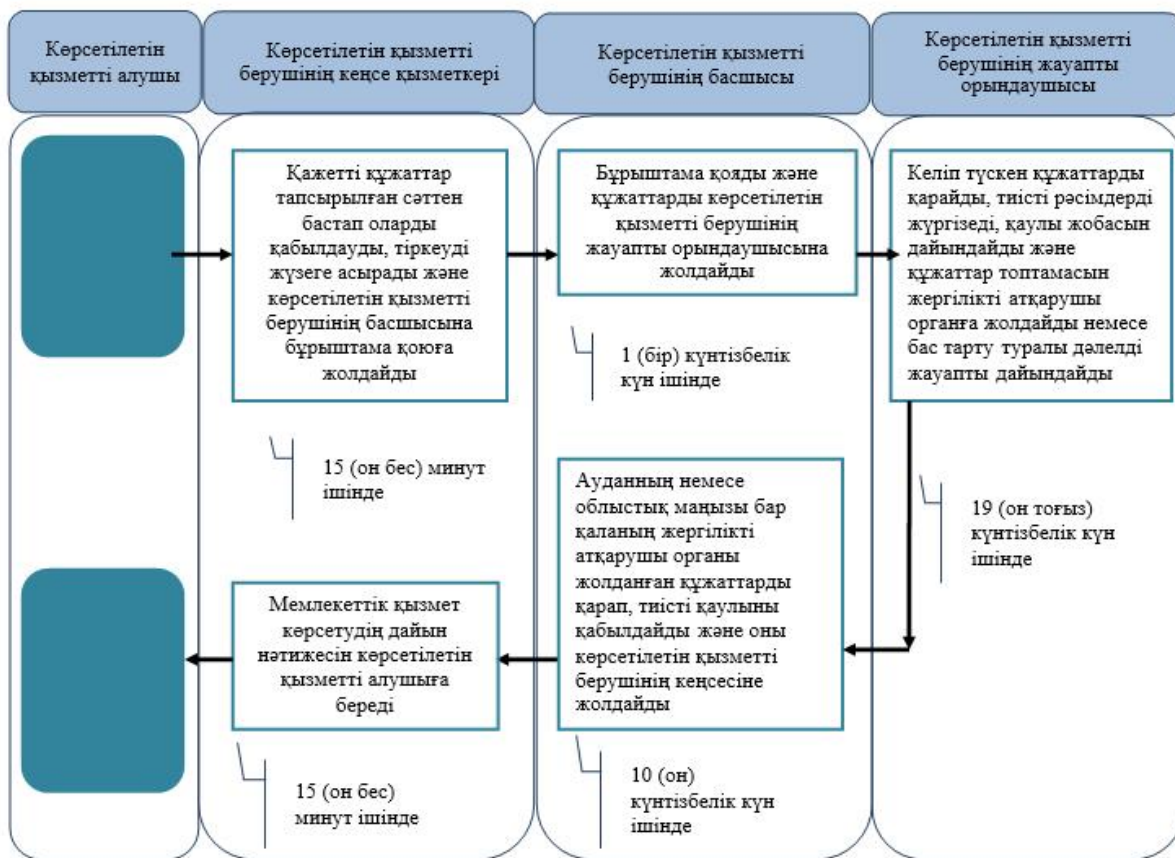 Көрсетілетін
қызметті алушы
Көрсетілетін қызметті
берушінің кеңсе қызметкері
Көрсетілетін қызметті
берушінің басшысы
Көрсетілетін қызметті
берушінің жауапты
орындаушысы
Қажетті құжаттар
тапсырылған сәттен
бастап оларды
қабылдауды, тіркеуді
жүзеге асырады және
көрсетілетін қызметті
берушінің басшысына
бұрыштама қоюға
жолдайды
Бұрыштама қояды және
құжаттарды көрсетілетін
қызметті берушінің
жауапты орындаушысына
жолдайды
Келіп түскен құжаттарды
қарайды, тиісті рәсімдерді
жүргізеді, қаулы жобасын
дайындайды және
құжаттар топтамасын
жергілікті атқарушы
органға жолдайды немесе
бас тарту туралы дәлелді
жауапты дайындайды
1 (бір) күнтізбелік
күн ішінде
15 (он бес) минут
ішінде
19 (он тоғыз)
күнтізбелік күн
ішінде
Ауданның немесе
облыстық маңызы бар
қаланың жергілікті
атқарушы органы
жолданған құжаттарды
қарап, тиісті қаулыны
қабылдайды және оны
көрсетілетін қызметті
берушінің кеңсесіне
жолдайды
Мемлекеттік қызмет
көрсетудің дайын
нәтижесін көрсетілетін
қызметті алушыға
береді
15 (он бес)
минут ішінде
10 (он)
күнтізбелік күн
ішінде